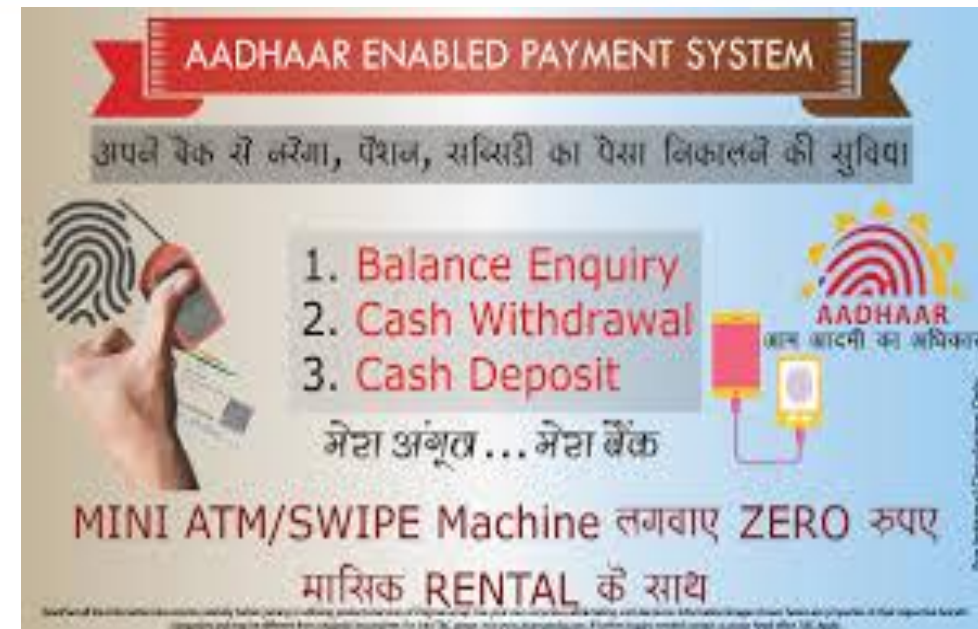 AADHAAR ENABLED PAYMENT SYSTEM
अपने बैंक से नरेगा, पेंशन, सब्सिडी का पैसा निकालने की सुविधा
1. Balance Enquiry
2. Cash Withdrawal
3. Cash Deposit
AADHAAR
आम आदमी का अधिकार
मेरा अंगूठा...मेरा बैंक
MINI ATM/SWIPE Machine लगवाए ZERO रुपए
मासिक RENTAL के साथ